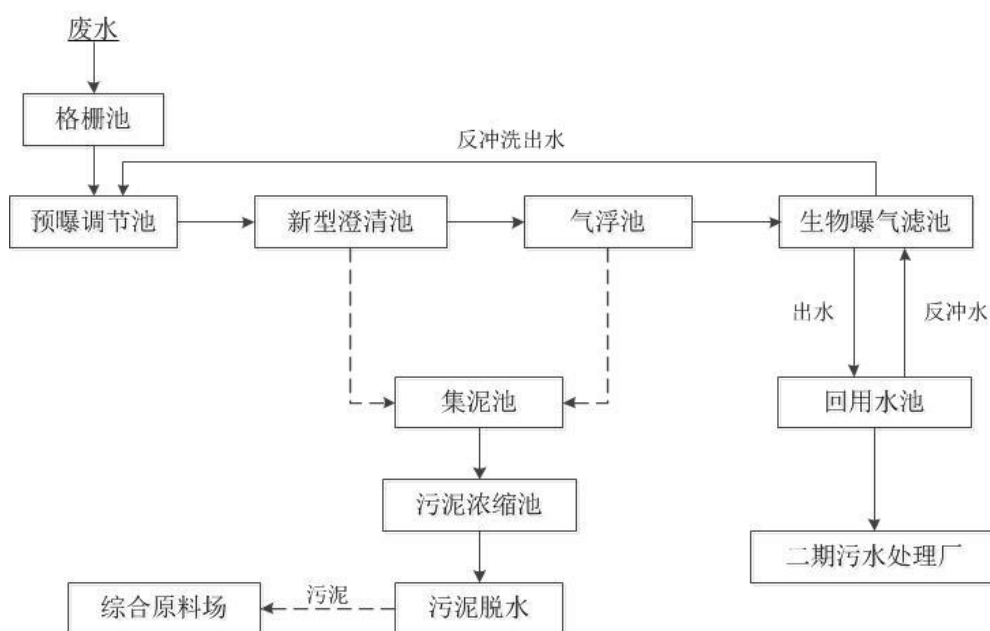 废水
格栅池
反冲洗出水
预曝调节池
新型澄清池
气浮池
生物曝气滤池
出水
反冲水
集泥池
回用水池
污泥浓缩池
二期污水处理厂
综合原料场
污泥
污泥脱水